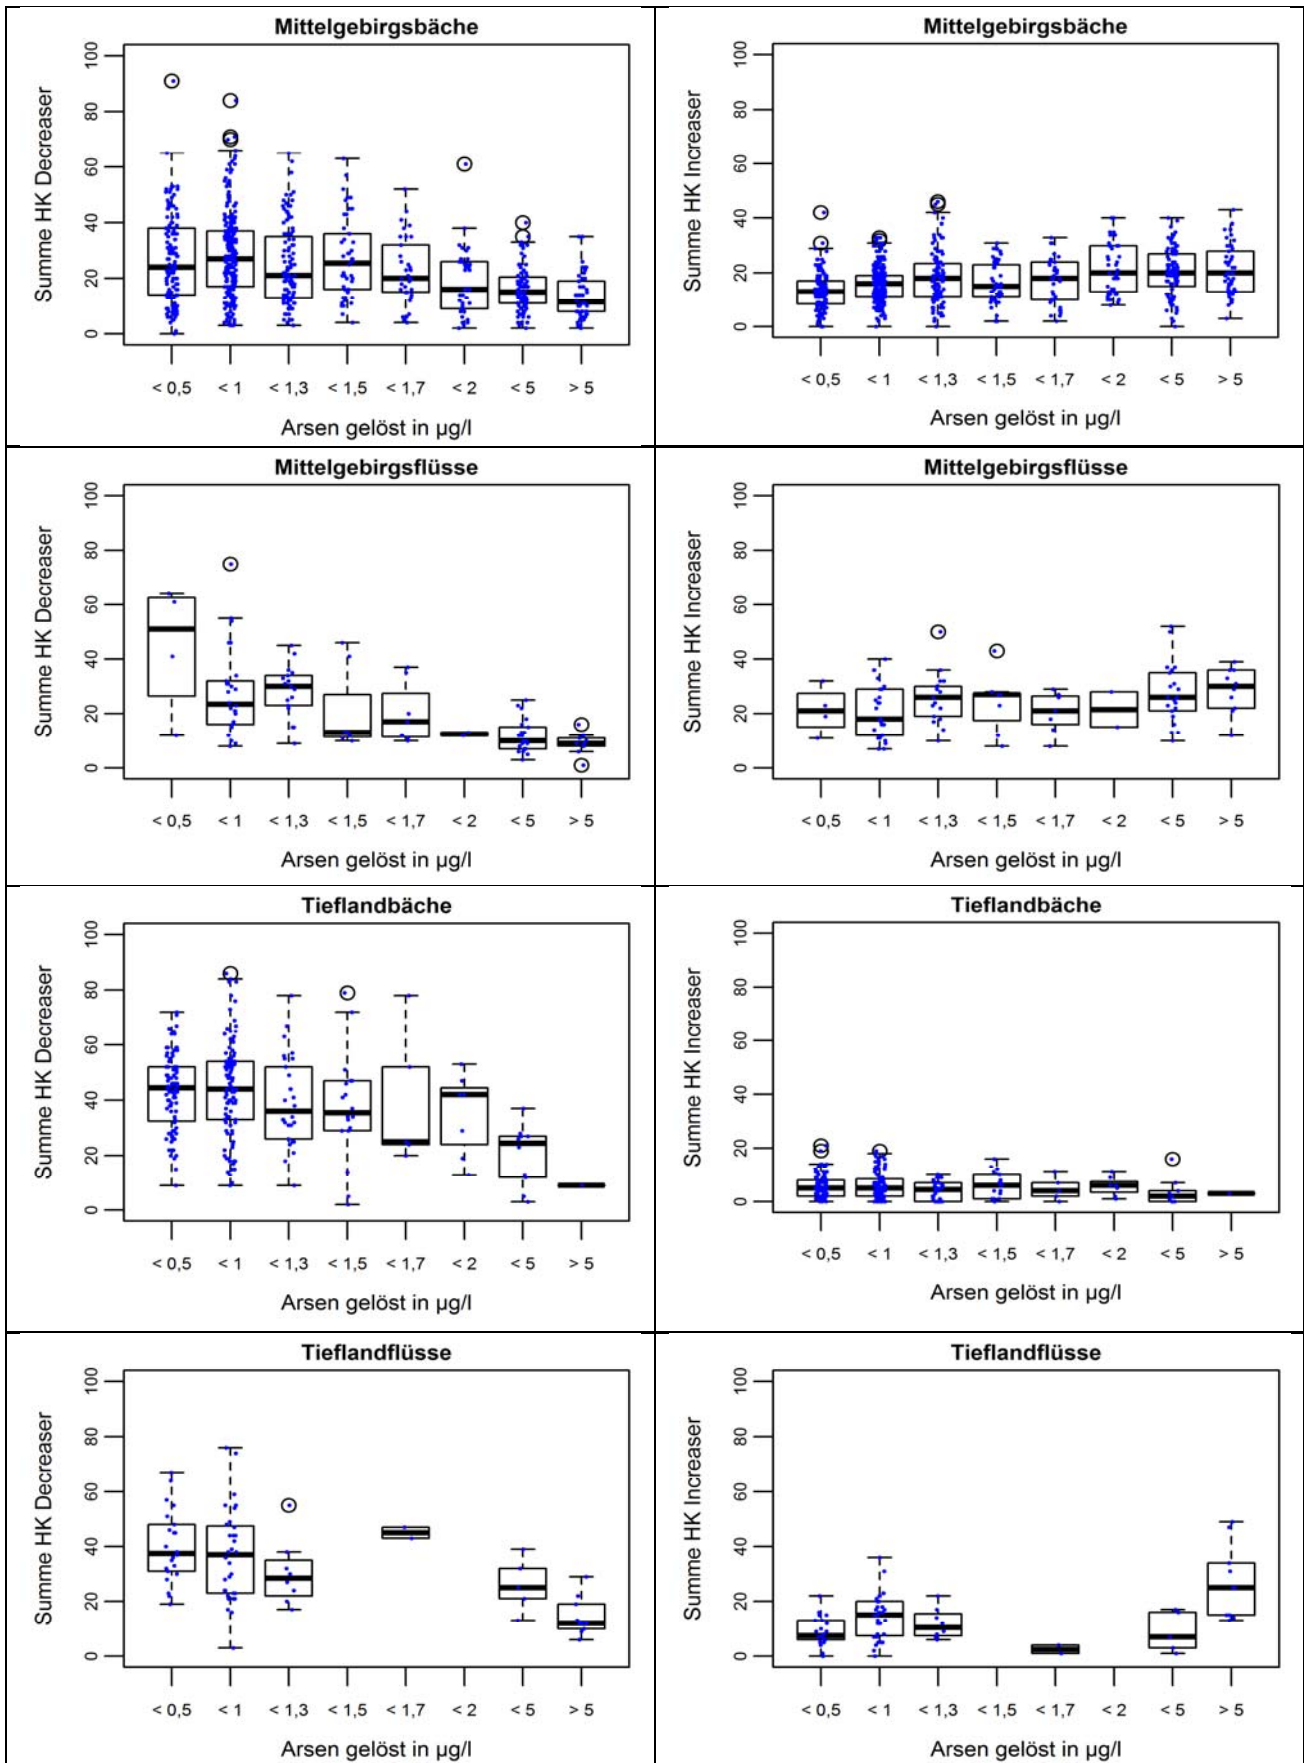 Mittelgebirgsbäche
Summe HK Decreaser
100
80
60
40
20
0
< 0,5 < 1 < 1,3 < 1,5 < 1,7 < 2 < 5 > 5
Arsen gelöst in µg/l
Mittelgebirgsbäche
Summe HK Increaser
100
80
60
40
20
0
< 0,5 < 1 < 1,3 < 1,5 < 1,7 < 2 < 5 > 5
Arsen gelöst in µg/l
Mittelgebirgsflüsse
Summe HK Decreaser
100
80
60
40
20
0
< 0,5 < 1 < 1,3 < 1,5 < 1,7 < 2 < 5 > 5
Arsen gelöst in µg/l
Mittelgebirgsflüsse
Summe HK Increaser
100
80
60
40
20
0
< 0,5 < 1 < 1,3 < 1,5 < 1,7 < 2 < 5 > 5
Arsen gelöst in µg/l
Tieflandbäche
Summe HK Decreaser
100
80
60
40
20
0
< 0,5 < 1 < 1,3 < 1,5 < 1,7 < 2 < 5 > 5
Arsen gelöst in µg/l
Tieflandbäche
Summe HK Increaser
100
80
60
40
20
0
< 0,5 < 1 < 1,3 < 1,5 < 1,7 < 2 < 5 > 5
Arsen gelöst in µg/l
Tieflandflüsse
Summe HK Decreaser
100
80
60
40
20
0
< 0,5 < 1 < 1,3 < 1,5 < 1,7 < 2 < 5 > 5
Arsen gelöst in µg/l
Tieflandflüsse
Summe HK Increaser
100
80
60
40
20
0
< 0,5 < 1 < 1,3 < 1,5 < 1,7 < 2 < 5 > 5
Arsen gelöst in µg/l